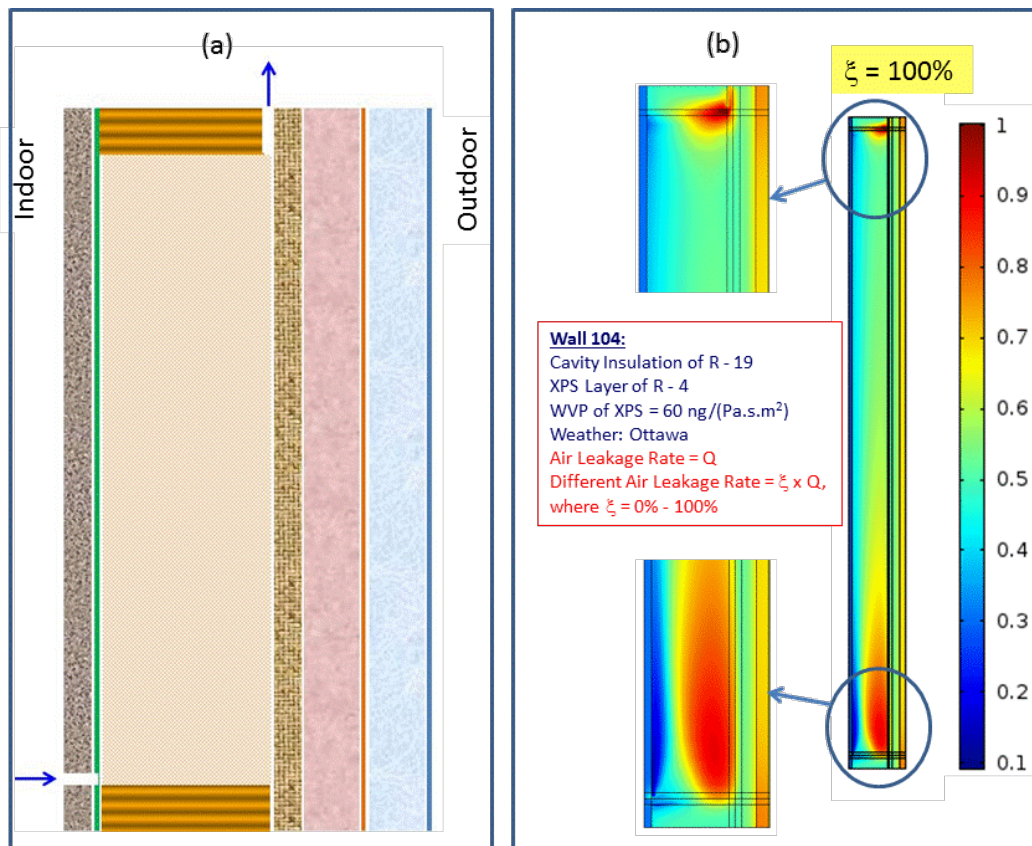 (a)
Indoor
Outdoor
(b)
ξ = 100%
Wall 104:
Cavity Insulation of R - 19
XPS Layer of R - 4
WVP of XPS = 60 ng/(Pa.s.m²)
Weather: Ottawa
Air Leakage Rate = Q
Different Air Leakage Rate = ξ x Q,
where ξ = 0% - 100%
1
0.9
0.8
0.7
0.6
0.5
0.4
0.3
0.2
0.1